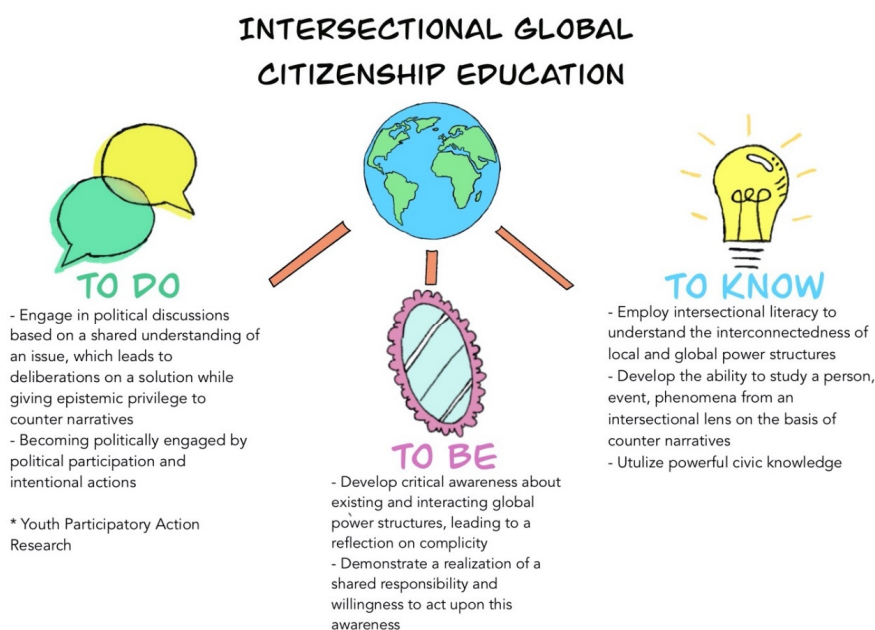 INTERSECTIONAL GLOBAL
CITIZENSHIP EDUCATION
TO DO
- Engage in political discussions
based on a shared understanding of
an issue, which leads to
deliberations on a solution while
giving epistemic privilege to
counter narratives
- Becoming politically engaged by
political participation and
intentional actions
* Youth Participatory Action
Research
TO BE
- Develop critical awareness about
existing and interacting global
power structures, leading to a
reflection on complicity
- Demonstrate a realization of a
shared responsibility and
willingness to act upon this
awareness
TO KNOW
- Employ intersectional literacy to
understand the interconnectedness of
local and global power structures
- Develop the ability to study a person,
event, phenomena from an
intersectional lens on the basis of
counter narratives
- Utulize powerful civic knowledge